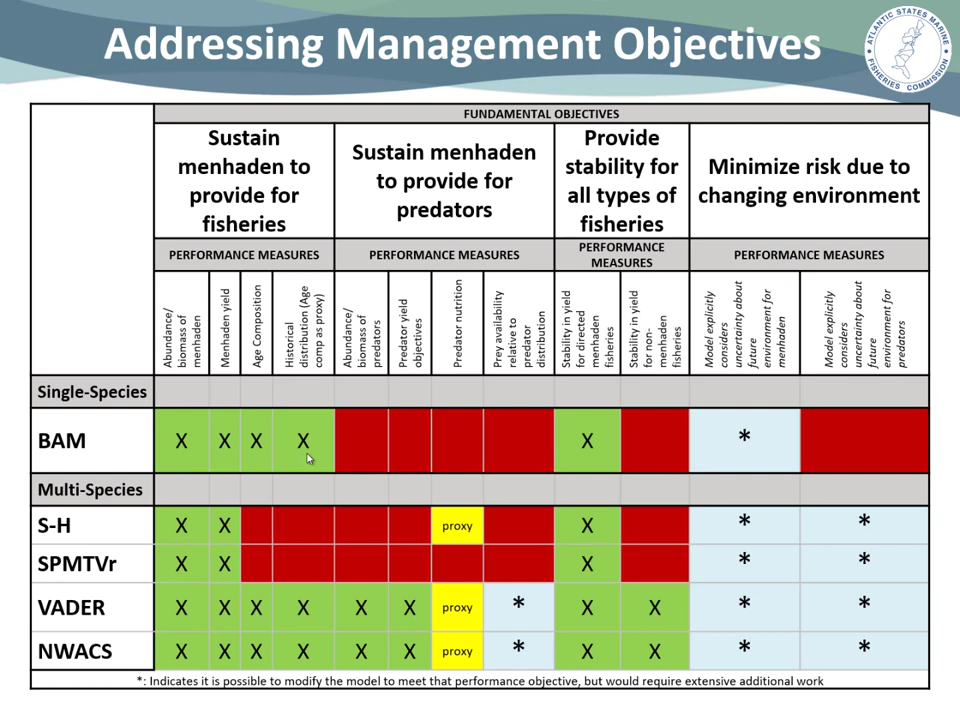 Addressing Management Objectives
ATLANTIC STATES MARINE
FISHERIES COMMISSION
FUNDAMENTAL OBJECTIVES
Sustain
menhaden to
provide for
fisheries
Sustain menhaden
to provide for
predators
Provide
stability for
all types of
fisheries
Minimize risk due to
changing environment
PERFORMANCE MEASURES
PERFORMANCE MEASURES
PERFORMANCE
MEASURES
PERFORMANCE MEASURES
Abundance/
biomass of
menhaden
Menhaden yield
Age Composition
Historical
distribution (Age
comp as proxy)
Abundance/
biomass of
predators
Predator yield
objectives
Predator nutrition
Prey availability
relative to
predator
distribution
Stability in yield
for directed
menhaden
fisheries
Stability in yield
for non-
menhaden
fisheries
Model explicitly
considers
uncertainty about
future
environment for
menhaden
Model explicitly
considers
uncertainty about
future
environment for
predators
Single-Species
BAM X X X X X *
Multi-Species
S-H X X proxy X * *
SPMTVr X X X * *
VADER X X X X X X proxy * X X * *
NWACS X X X X X X proxy * X X * *
*: Indicates it is possible to modify the model to meet that performance objective, but would require extensive additional work